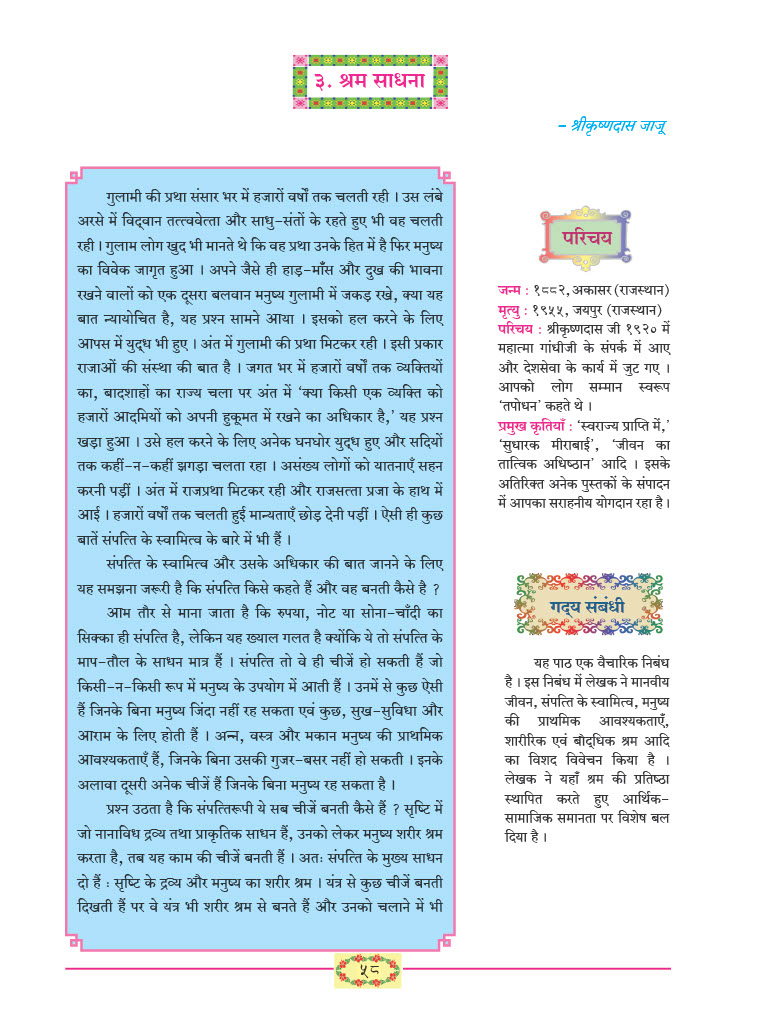 ३. श्रम साधना
– श्रीकृष्णदास जाजू
गुलामी की प्रथा संसार भर में हजारों वर्षों तक चलती रही । उस लंबे
अरसे में विद्वान तत्त्ववेत्ता और साधु-संतों के रहते हुए भी वह चलती
रही । गुलाम लोग खुद भी मानते थे कि वह प्रथा उनके हित में है फिर मनुष्य
का विवेक जागृत हुआ । अपने जैसे ही हाड़-माँस और दुख की भावना
रखने वालों को एक दूसरा बलवान मनुष्य गुलामी में जकड़ रखे, क्या यह
बात न्यायोचित है, यह प्रश्न सामने आया । इसको हल करने के लिए
आपस में युद्ध भी हुए । अंत में गुलामी की प्रथा मिटकर रही । इसी प्रकार
राजाओं की संस्था की बात है । जगत भर में हजारों वर्षों तक व्यक्तियों
का, बादशाहों का राज्य चला पर अंत में ‘क्या किसी एक व्यक्ति को
हजारों आदमियों को अपनी हुकूमत में रखने का अधिकार है,’ यह प्रश्न
खड़ा हुआ । उसे हल करने के लिए अनेक घनघोर युद्ध हुए और सदियों
तक कहीं-न-कहीं झगड़ा चलता रहा । असंख्य लोगों को यातनाएँ सहन
करनी पड़ीं । अंत में राजप्रथा मिटकर रही और राजसत्ता प्रजा के हाथ में
आई । हजारों वर्षों तक चलती हुई मान्यताएँ छोड़ देनी पड़ीं । ऐसी ही कुछ
बातें संपत्ति के स्वामित्व के बारे में भी हैं ।
संपत्ति के स्वामित्व और उसके अधिकार की बात जानने के लिए
यह समझना जरूरी है कि संपत्ति किसे कहते हैं और वह बनती कैसे है ?
आम तौर से माना जाता है कि रुपया, नोट या सोना-चाँदी का
सिक्का ही संपत्ति है, लेकिन यह ख्याल गलत है क्योंकि ये तो संपत्ति के
माप-तौल के साधन मात्र हैं । संपत्ति तो वे ही चीजें हो सकती हैं जो
किसी-न-किसी रूप में मनुष्य के उपयोग में आती हैं । उनमें से कुछ ऐसी
हैं जिनके बिना मनुष्य जिंदा नहीं रह सकता एवं कुछ, सुख-सुविधा और
आराम के लिए होती हैं । अन्न, वस्त्र और मकान मनुष्य की प्राथमिक
आवश्यकताएँ हैं, जिनके बिना उसकी गुजर-बसर नहीं हो सकती । इनके
अलावा दूसरी अनेक चीजें हैं जिनके बिना मनुष्य रह सकता है ।
प्रश्न उठता है कि संपत्तिरूपी ये सब चीजें बनती कैसे हैं ? सृष्टि में
जो नानाविध द्रव्य तथा प्राकृतिक साधन हैं, उनको लेकर मनुष्य शरीर श्रम
करता है, तब यह काम की चीजें बनती हैं । अतः संपत्ति के मुख्य साधन
दो हैं : सृष्टि के द्रव्य और मनुष्य का शरीर श्रम । यंत्र से कुछ चीजें बनती
दिखती हैं पर वे यंत्र भी शरीर श्रम से बनते हैं और उनको चलाने में भी
परिचय
जन्म : १८८२, अकासर (राजस्थान)
मृत्यु : १९५५, जयपुर (राजस्थान)
परिचय : श्रीकृष्णदास जी १९२० में
महात्मा गांधीजी के संपर्क में आए
और देशसेवा के कार्य में जुट गए ।
आपको लोग सम्मान स्वरूप
‘तपोधन’ कहते थे ।
प्रमुख कृतियाँ : ‘स्वराज्य प्राप्ति में,’
‘सुधारक मीराबाई’, ‘जीवन का
तात्विक अधिष्ठान’ आदि । इसके
अतिरिक्त अनेक पुस्तकों के संपादन
में आपका सराहनीय योगदान रहा है ।
गद्य संबंधी
यह पाठ एक वैचारिक निबंध
है । इस निबंध में लेखक ने मानवीय
जीवन, संपत्ति के स्वामित्व, मनुष्य
की प्राथमिक आवश्यकताएँ,
शारीरिक एवं बौद्धिक श्रम आदि
का विशद विवेचन किया है ।
लेखक ने यहाँ श्रम की प्रतिष्ठा
स्थापित करते हुए आर्थिक-
सामाजिक समानता पर विशेष बल
दिया है ।
५८